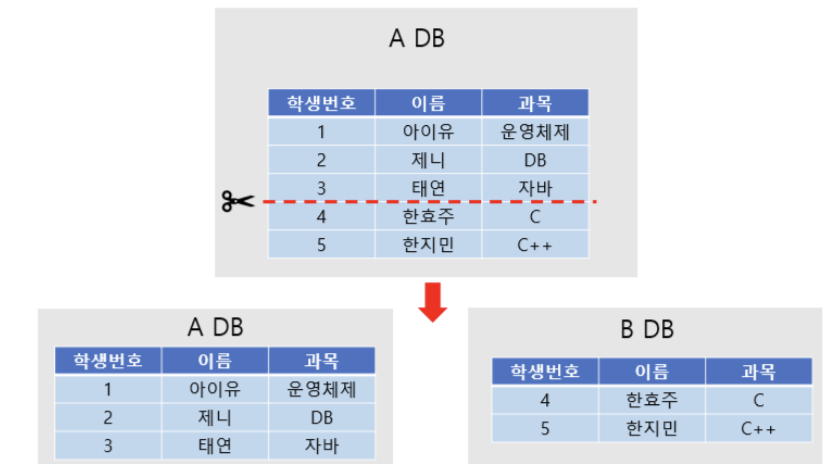 A DB
학생번호 이름 과목
1 아이유 운영체제
2 제니 DB
3 태연 자바
4 한효주 C
5 한지민 C++
A DB
학생번호 이름 과목
1 아이유 운영체제
2 제니 DB
3 태연 자바
B DB
학생번호 이름 과목
4 한효주 C
5 한지민 C++